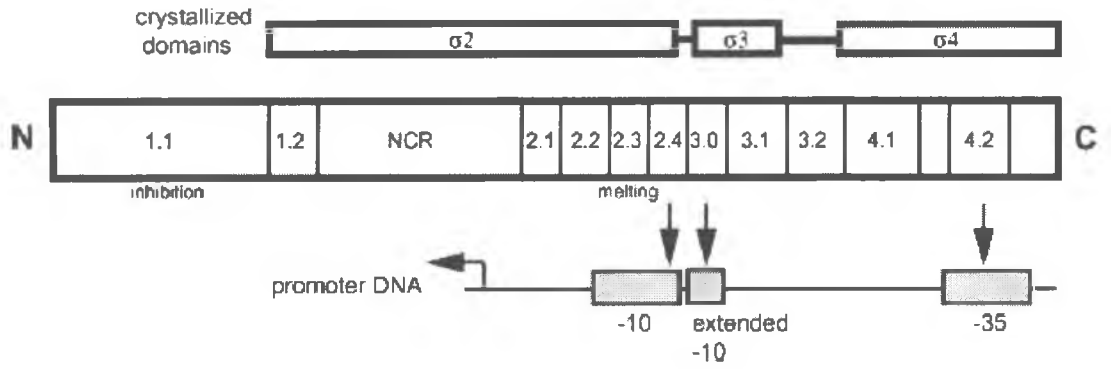 crystallized
domains
σ2 σ3 σ4
N 1.1 1.2 NCR 2.1 2.2 2.3 2.4 3.0 3.1 3.2 4.1 4.2 C
inhibition melting
promoter DNA
-10 extended -35
-10